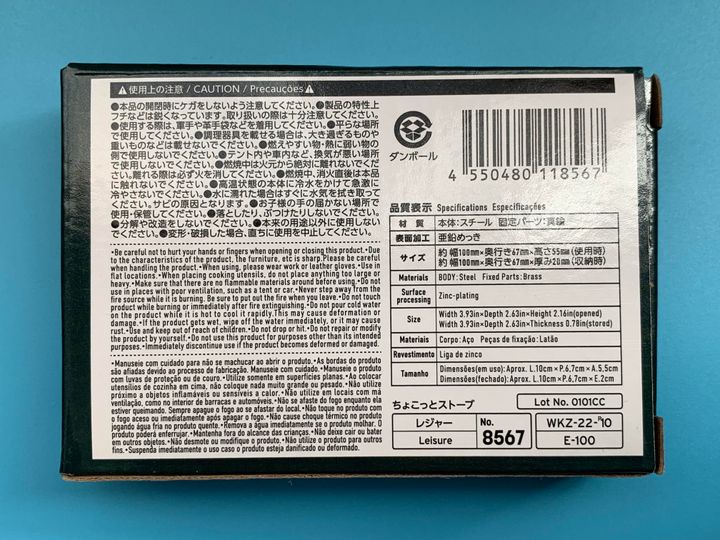 ⚠使用上の注意 / CAUTION / Precauções⚠
●本品の開閉時にケガをしないよう注意してください。●製品の特性上
フチなどは鋭くなっています。取り扱いの際は十分注意してください。
●使用する際は、軍手や革手袋などを着用してください。●平らな場所
で使用してください。●調理器具を載せる場合は、大き過ぎるものや
重いものなどは載せないでください。●燃えやすい物・熱に弱い物
の側で使用しないでください。●テント内や車内など、換気が悪い場所
で使用しないでください。●燃焼中は火元から絶対に離れないでください。
離れる際は必ず火を消してください。●燃焼中、消火直後は本品
に触れないでください。●高温状態の本体に冷水をかけて急激に
冷やさないでください。●水に濡れた場合はすぐに水気を拭き取って
ください。サビの原因となります。●お子様の手の届かない場所で
使用・保管してください。●落としたり、ぶつけたりしないでください。
●分解や改造をしないでください。●本来の用途以外に使用しない
でください。●変形・破損した場合、直ちに使用を中止してください。
•Be careful not to hurt your hands or fingers when opening or closing this product.•Due
to the characteristics of the product, the furniture, etc is sharp.Please be careful
when handling the product.•When using, please wear work or leather gloves.•Use in
flat locations.•When placing cooking utensils, do not place anything too large or
heavy.•Make sure that there are no flammable materials around before using.•Do not
use in places with poor ventilation, such as a tent or car.•Never step away from the
fire source while it is burning. Be sure to put out the fire when you leave.•Do not touch
product while burning or immediately after fire extinguishing.•Do not pour cold water
on the product while it is hot to cool it rapidly.This may cause deformation or
damage.•If the product gets wet, wipe off the water immediately, or it may cause
rust.•Use and keep out of reach of children.•Do not drop or hit.•Do not repair or modify
the product by yourself.•Do not use this product for purposes other than its intended
purposes.•Immediately discontinue use if the product becomes deformed or damaged.
•Manuseie com cuidado para não se machucar ao abrir o produto. •As bordas do produto
são afiadas devido ao processo de fabricação. Manuseie com cuidado. •Manuseie o produto
com luvas de proteção ou de couro. •Utilize somente em superfícies planas. •Ao colocar
utensílios de cozinha em cima, não coloque nada muito grande ou pesado. •Não utilize
próximo a objetos inflamáveis ou sensíveis a calor. •Não utilize em locais com má
ventilação, como no interior de barracas e automóveis. •Não se afaste do fogo enquanto ela
estiver queimando. Sempre apague o fogo ao se afastar do local. •Não toque no produto com
o fogo aceso ou imediatamente após apagar o fogo. •Não cause choque térmico no produto
jogando água fria no produto quente. •Remova a água imediatamente se o produto molhar. O
produto poderá enferrujar. •Mantenha fora do alcance das crianças. •Não deixe cair ou bater
em outros objetos. •Não desmonte ou modifique o produto. •Não utilize o produto para outros
fins. •Suspenda imediatamente o uso caso o produto esteja danificado ou deformado.
ダンボール
4 550480 118567
品質表示 Specifications Especificações
材質 本体:スチール 固定パーツ:真鍮
表面加工 亜鉛めっき
サイズ 約 幅100mm×奥行き67mm×高さ55mm(使用時)
約 幅100mm×奥行き67mm×厚み20mm(収納時)
Materials BODY:Steel Fixed Parts:Brass
Surface processing Zinc-plating
Size Width 3.93in×Depth 2.63in×Height 2.16in(opened)
Width 3.93in×Depth 2.63in×Thickness 0.78in(stored)
Materiais Corpo: Aço Peças de fixação: Latão
Revestimento Liga de zinco
Tamanho Dimensões(em uso): Aprox. L.10cm×P.6,7cm×A.5,5cm
Dimensões(fechado): Aprox. L.10cm×P.6,7cm×E.2cm
ちょこっとストーブ Lot No. 0101CC
レジャー
Leisure
No.
8567
WKZ-22-ᴾ10
E-100